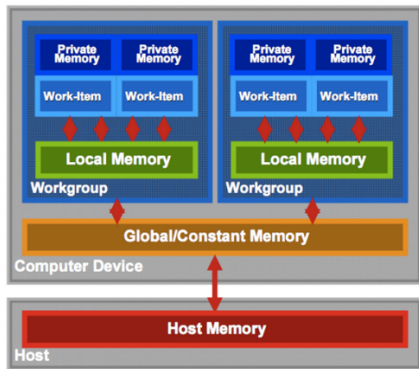 Private Memory
Private Memory
Private Memory
Private Memory
Work-Item
Work-Item
Work-Item
Work-Item
Local Memory
Local Memory
Workgroup
Workgroup
Global/Constant Memory
Computer Device
Host Memory
Host